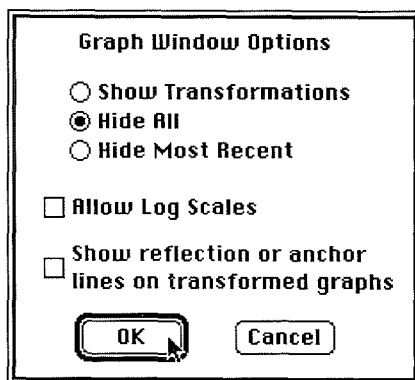 Graph Window Options
Show Transformations
Hide All
Hide Most Recent
Allow Log Scales
Show reflection or anchor
lines on transformed graphs
OK
Cancel